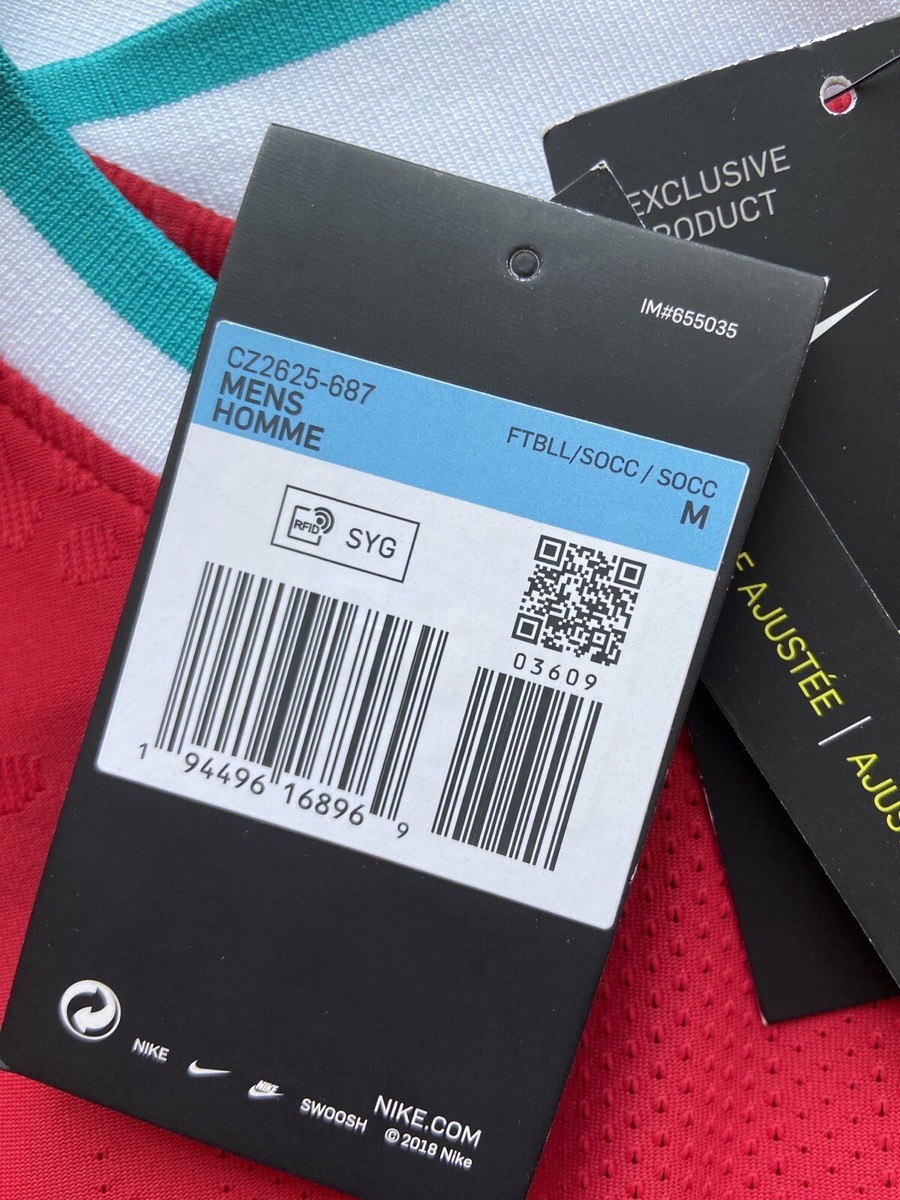 EXCLUSIVE
PRODUCT
IM#655035
CZ2625-687
MENS
HOMME
FTBLL/SOCC / SOCC
M
RFID
SYG
03609
1 94496 16896 9
AJUSTÉE |
NIKE
NIKE
SWOOSH
NIKE.COM
©2018 Nike